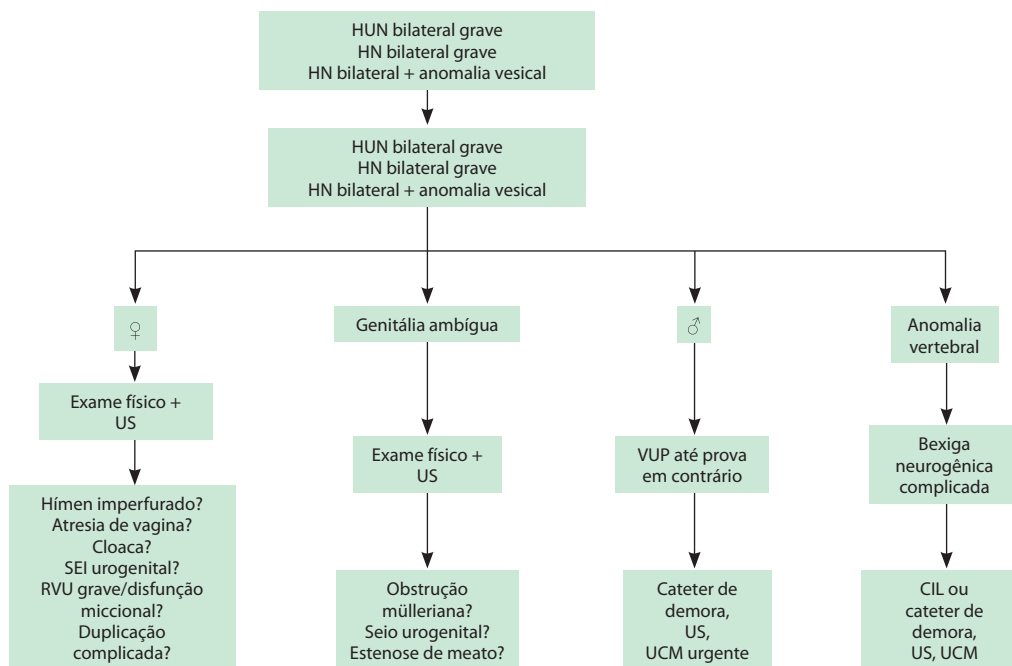 HUN bilateral grave
HN bilateral grave
HN bilateral + anomalia vesical
HUN bilateral grave
HN bilateral grave
HN bilateral + anomalia vesical
♀
Exame físico +
US
Hímen imperfurado?
Atresia de vagina?
Cloaca?
SEI urogenital?
RVU grave/disfunção
miccional?
Duplicação
complicada?
Genitália ambígua
Exame físico +
US
Obstrução
mülleriana?
Seio urogenital?
Estenose de meato?
♂
VUP até prova
em contrário
Cateter de
demora,
US,
UCM urgente
Anomalia
vertebral
Bexiga
neurogênica
complicada
CIL ou
cateter de
demora,
US, UCM